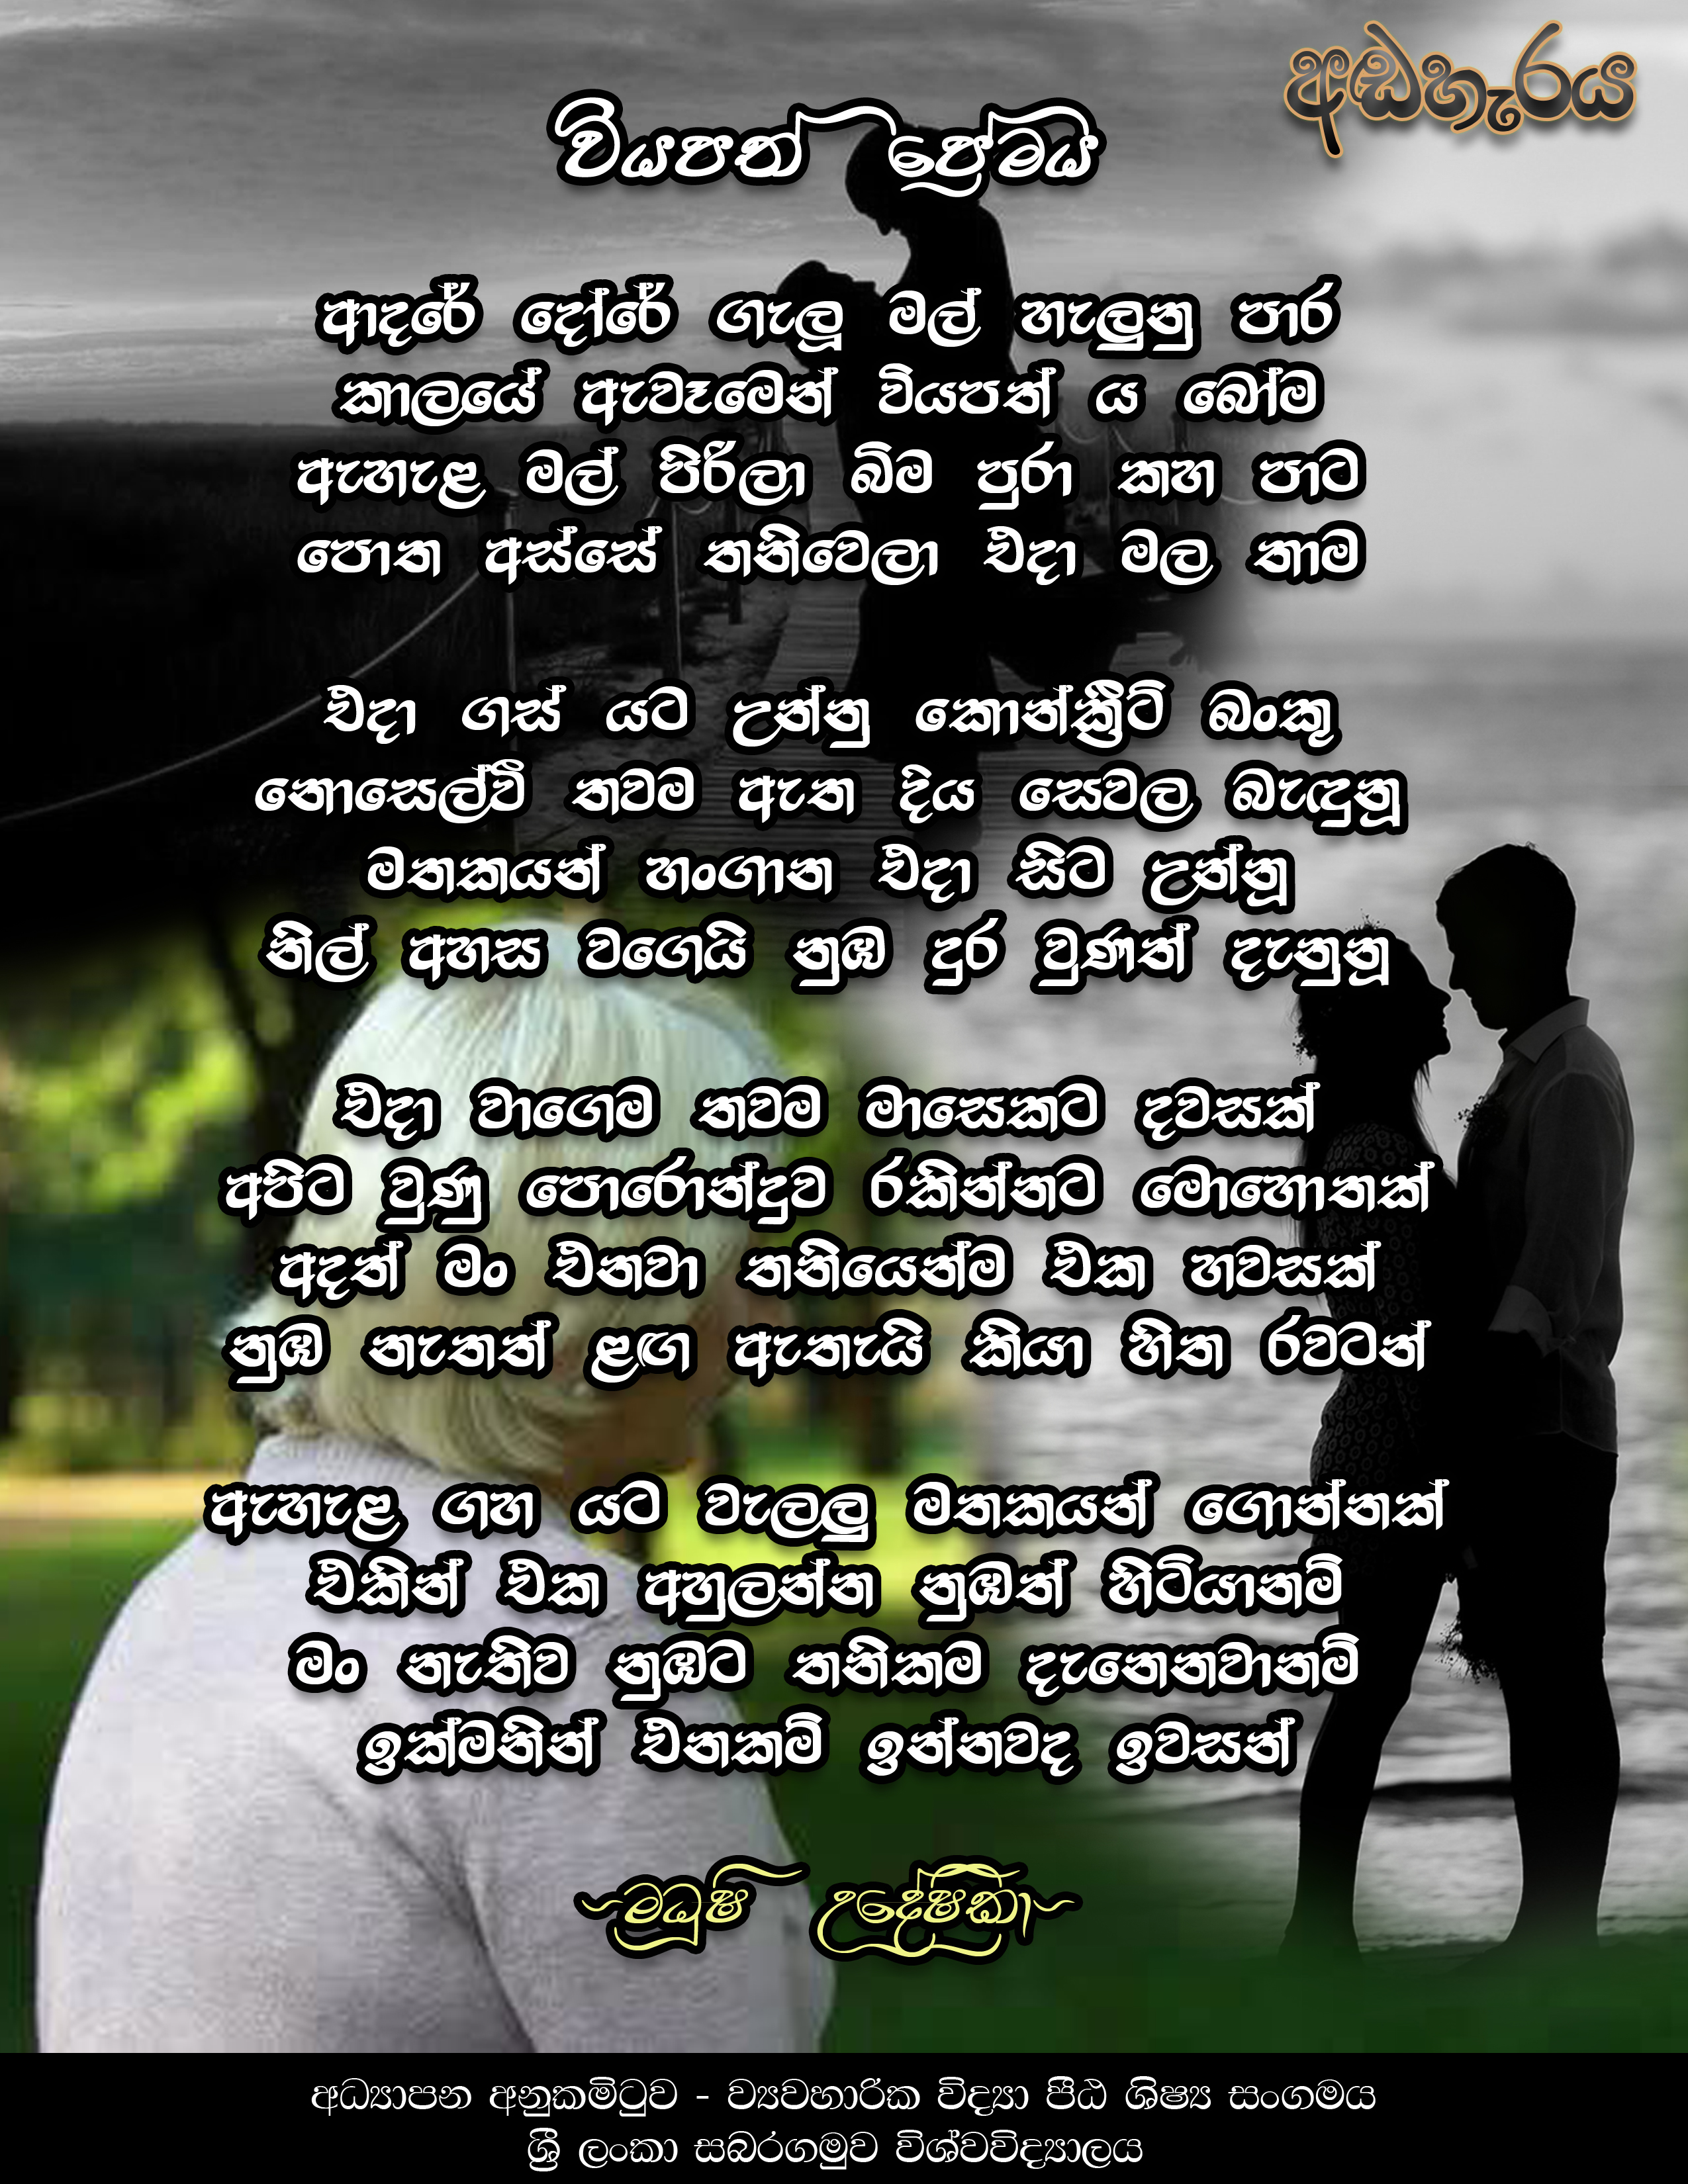 අඬහැරය
වියපත් ප්‍රේමය
ආදරේ දෝරේ ගැලූ මල් හැලුනු පාර
කාලයේ ඇවෑමෙන් වියපත් ය බෝම
ඇහැළ මල් පිරිලා බිම පුරා කහ පාට
පොත අස්සේ තනිවෙලා එදා මල තාම
එදා ගස් යට උන්නු කොන්ක්‍රීට් බංකූ
නොසෙල්වී තවම ඇත දිය සෙවල බැඳුනූ
මතකයන් හංගාන එදා සිට උන්නූ
නිල් අහස වගෙයි නුඹ දුර වුණත් දැනුනූ
එදා වාගෙම තවම මාසෙකට දවසක්
අපිට වුණු පොරොන්දුව රකින්නට මොහොතක්
අදත් මං එනවා තනියෙන්ම එක හවසක්
නුඹ නැතත් ළඟ ඇතැයි කියා හිත රවටන්
ඇහැළ ගහ යට වැලලු මතකයන් ගොන්නක්
එකින් එක අහුලන්න නුඹත් හිටියානම්
මං නැතිව නුඹට තනිකම දැනෙනවානම්
ඉක්මනින් එනකම් ඉන්නවද ඉවසන්
මධුෂි උදේෂිකා
අධ්‍යාපන අනුකමිටුව - ව්‍යවහාරික විද්‍යා පීඨ ශිෂ්‍ය සංගමය
ශ්‍රී ලංකා සබරගමුව විශ්වවිද්‍යාලය